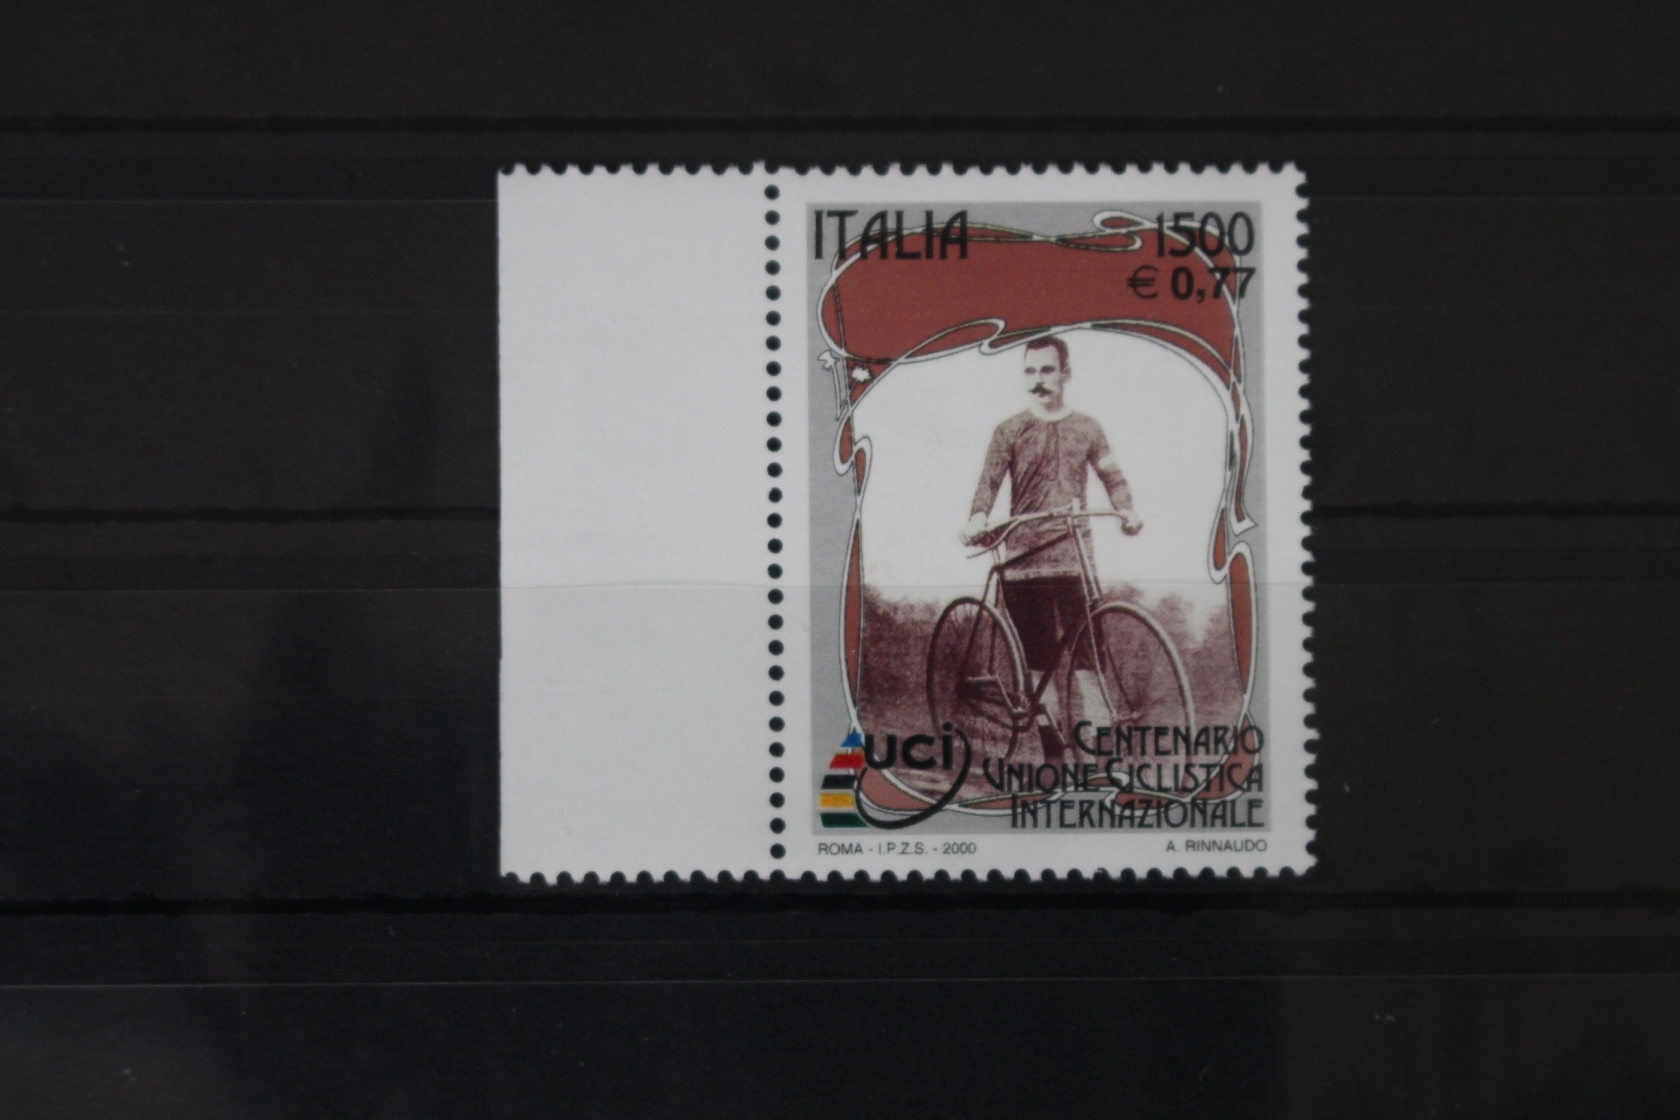 ITALIA
1500
€ 0,77
uci
CENTENARIO
UNIONE CICLISTICA
INTERNAZIONALE
ROMA - I.P.Z.S. - 2000
A. RINNAUDO